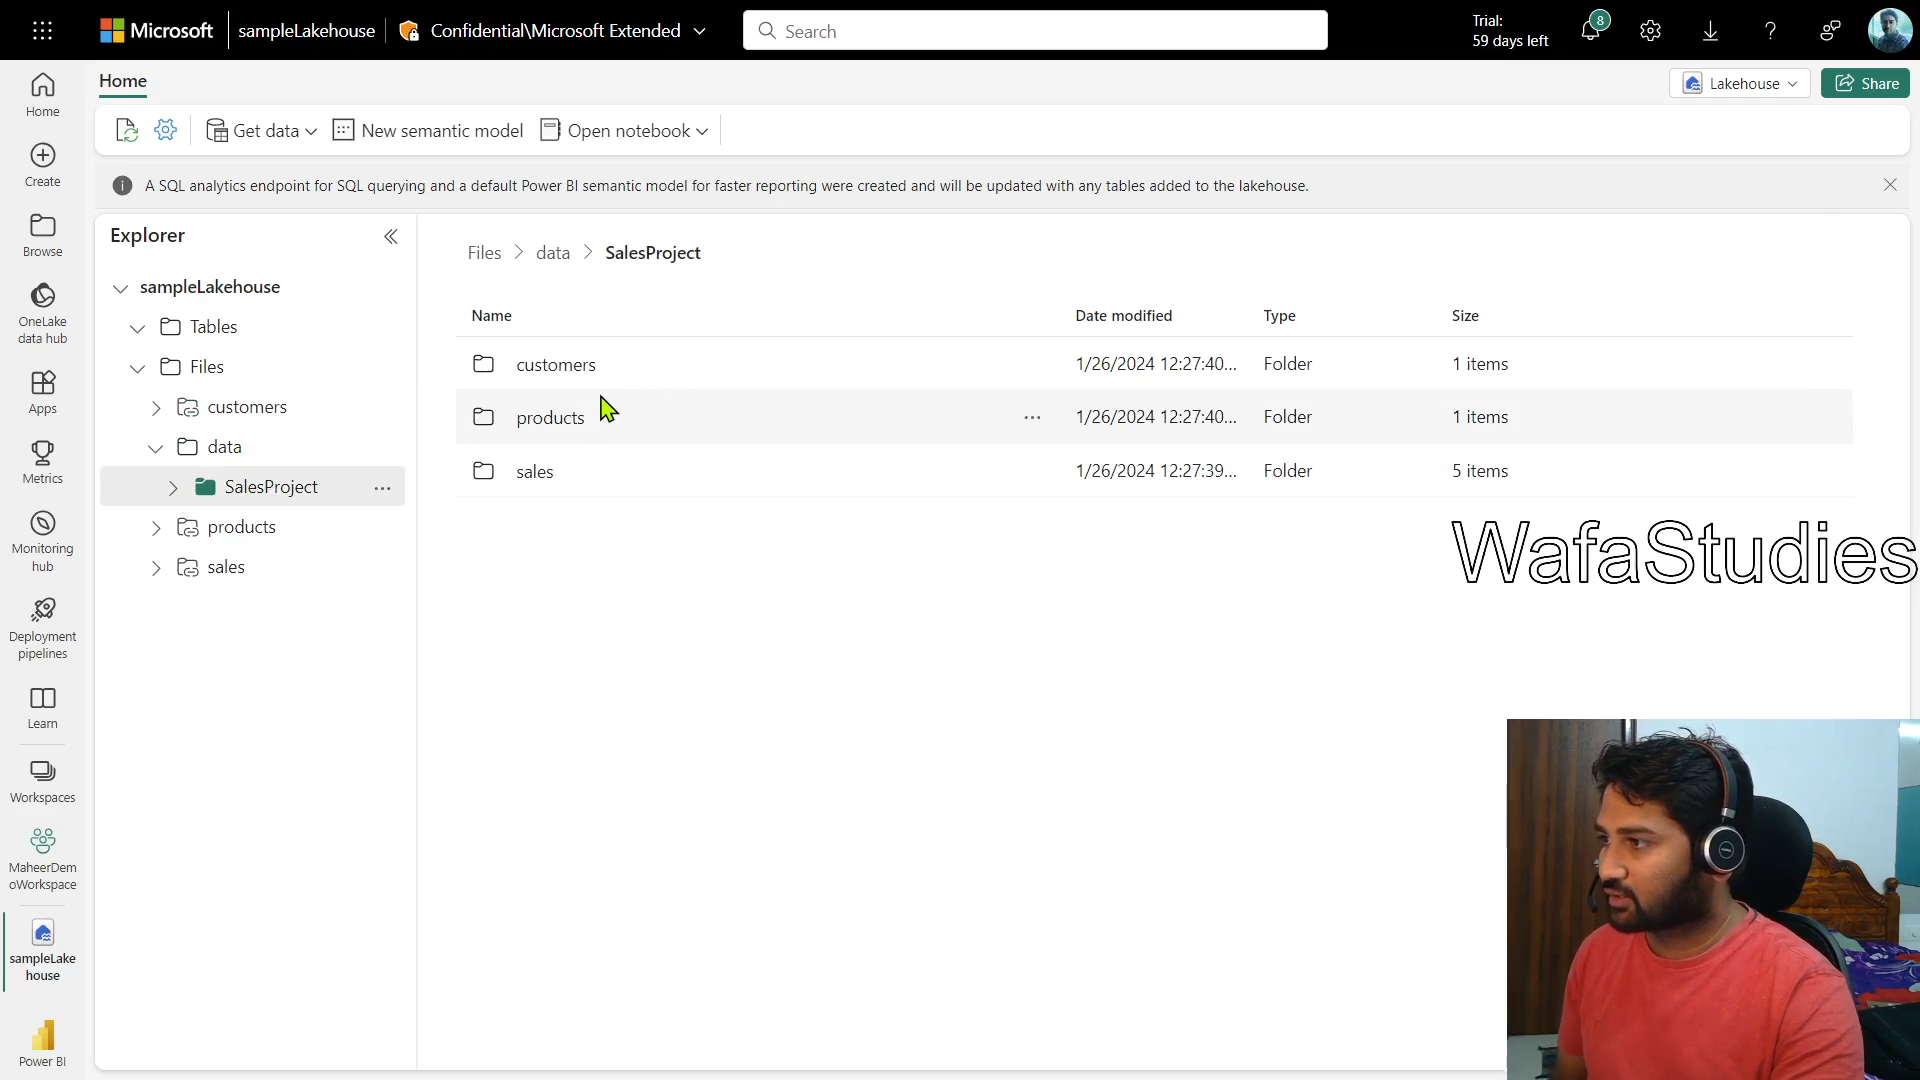 Microsoft
sampleLakehouse
Confidential\Microsoft Extended
Search
Trial:
59 days left
8
Home
Create
Browse
OneLake
data hub
Apps
Metrics
Monitoring
hub
Deployment
pipelines
Learn
Workspaces
MaheerDem
oWorkspace
sampleLake
house
Power BI
Home
Lakehouse
Share
Get data
New semantic model
Open notebook
A SQL analytics endpoint for SQL querying and a default Power BI semantic model for faster reporting were created and will be updated with any tables added to the lakehouse.
Explorer
sampleLakehouse
Tables
Files
customers
data
SalesProject
...
products
sales
Files > data > SalesProject
Name Date modified Type Size
customers 1/26/2024 12:27:40... Folder 1 items
products ... 1/26/2024 12:27:40... Folder 1 items
sales 1/26/2024 12:27:39... Folder 5 items
WafaStudies